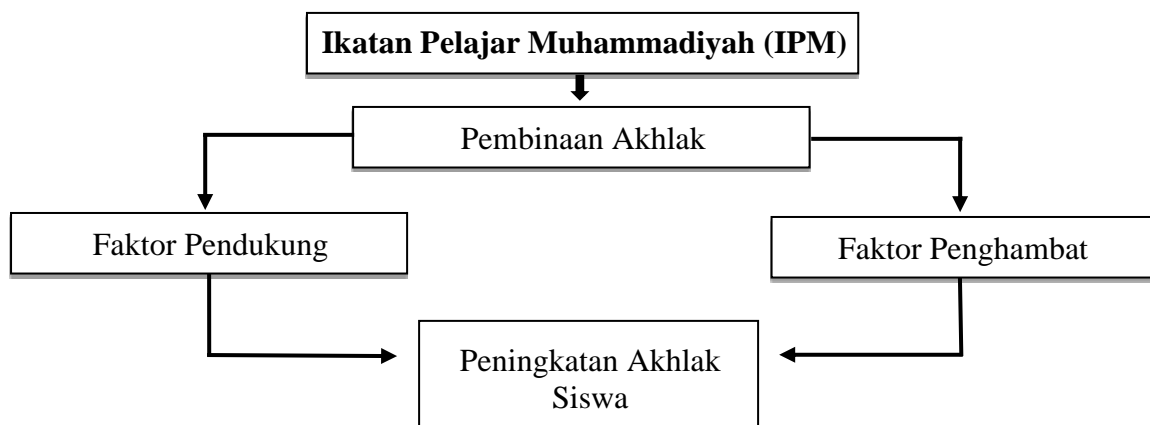 Ikatan Pelajar Muhammadiyah (IPM)
Pembinaan Akhlak
Faktor Pendukung
Faktor Penghambat
Peningkatan Akhlak
Siswa